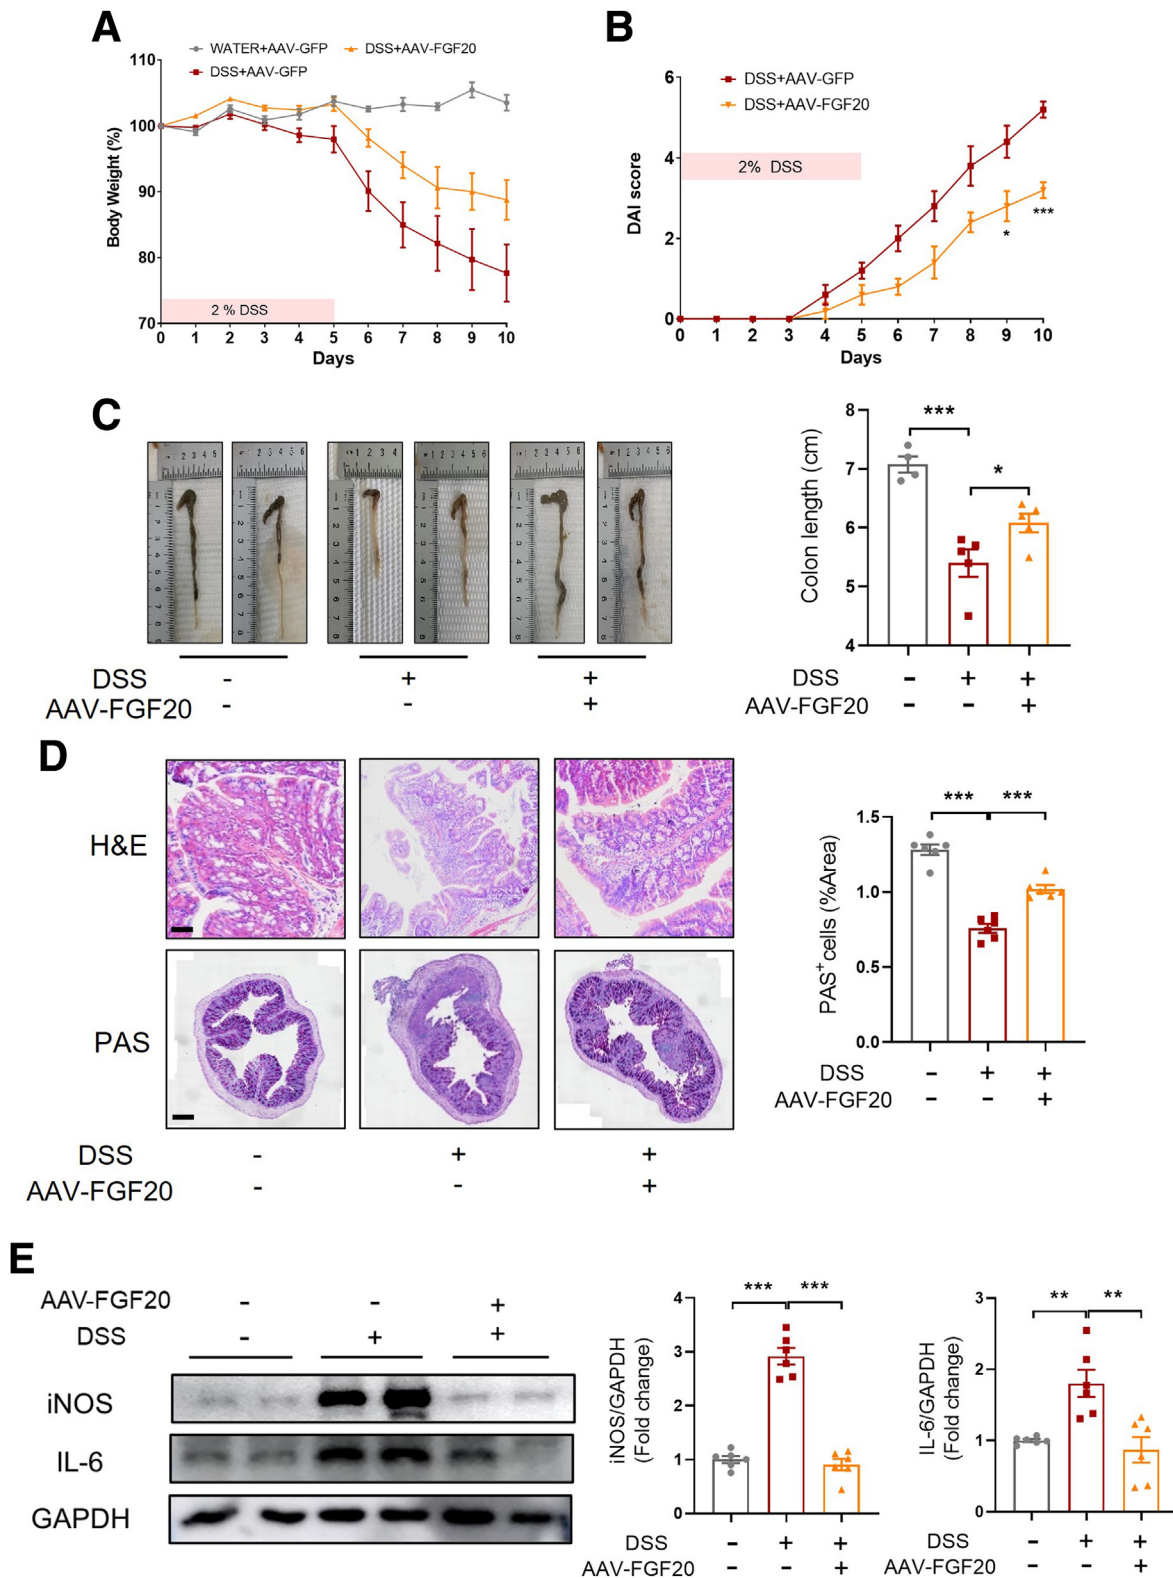 A
WATER+AAV-GFP
DSS+AAV-FGF20
DSS+AAV-GFP
110
100
90
80
70
Body Weight (%)
2 % DSS
0 1 2 3 4 5 6 7 8 9 10
Days
B
DSS+AAV-GFP
DSS+AAV-FGF20
6
4
2
0
DAI score
2% DSS
*
***
0 1 2 3 4 5 6 7 8 9 10
Days
C
DSS - + +
AAV-FGF20 - - +
8
7
6
5
4
Colon length (cm)
***
*
DSS - + +
AAV-FGF20 - - +
D
H&E
PAS
DSS - + +
AAV-FGF20 - - +
1.5
1.0
0.5
0.0
PAS+ cells (%Area)
*** ***
DSS - + +
AAV-FGF20 - - +
E
AAV-FGF20 - - +
DSS - + +
iNOS
IL-6
GAPDH
4
3
2
1
0
iNOS/GAPDH
(Fold change)
*** ***
DSS - + +
AAV-FGF20 - - +
3
2
1
0
IL-6/GAPDH
(Fold change)
** **
DSS - + +
AAV-FGF20 - - +